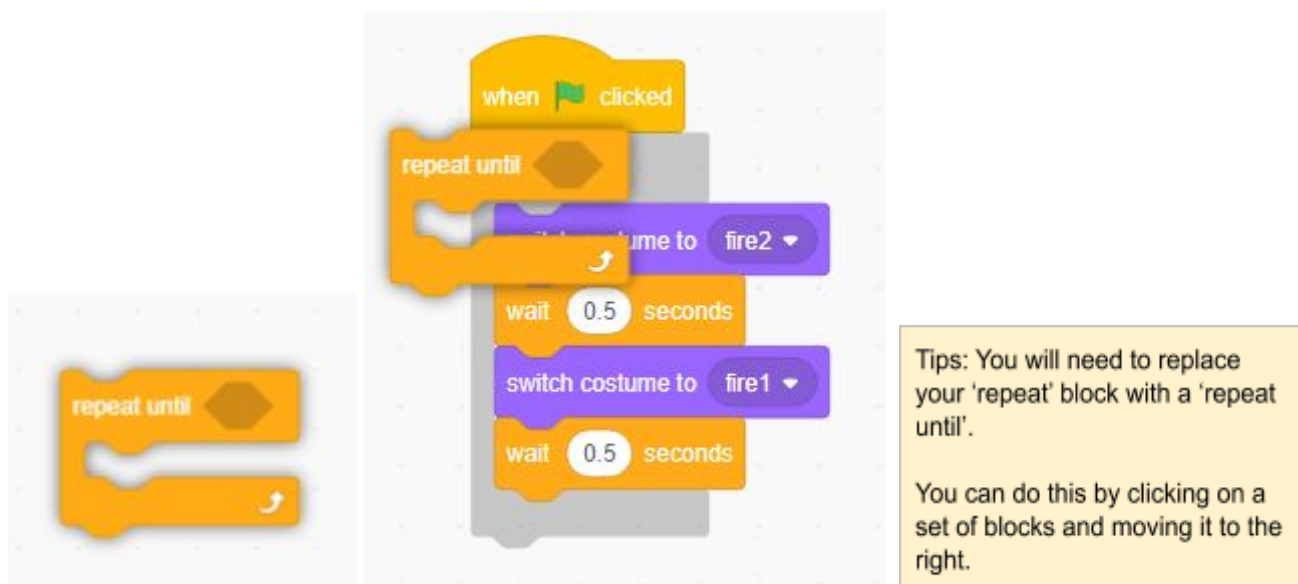 repeat until
when clicked
repeat until
costume to fire2
wait 0.5 seconds
switch costume to fire1
wait 0.5 seconds
Tips: You will need to replace
your ‘repeat’ block with a ‘repeat
until’.
You can do this by clicking on a
set of blocks and moving it to the
right.